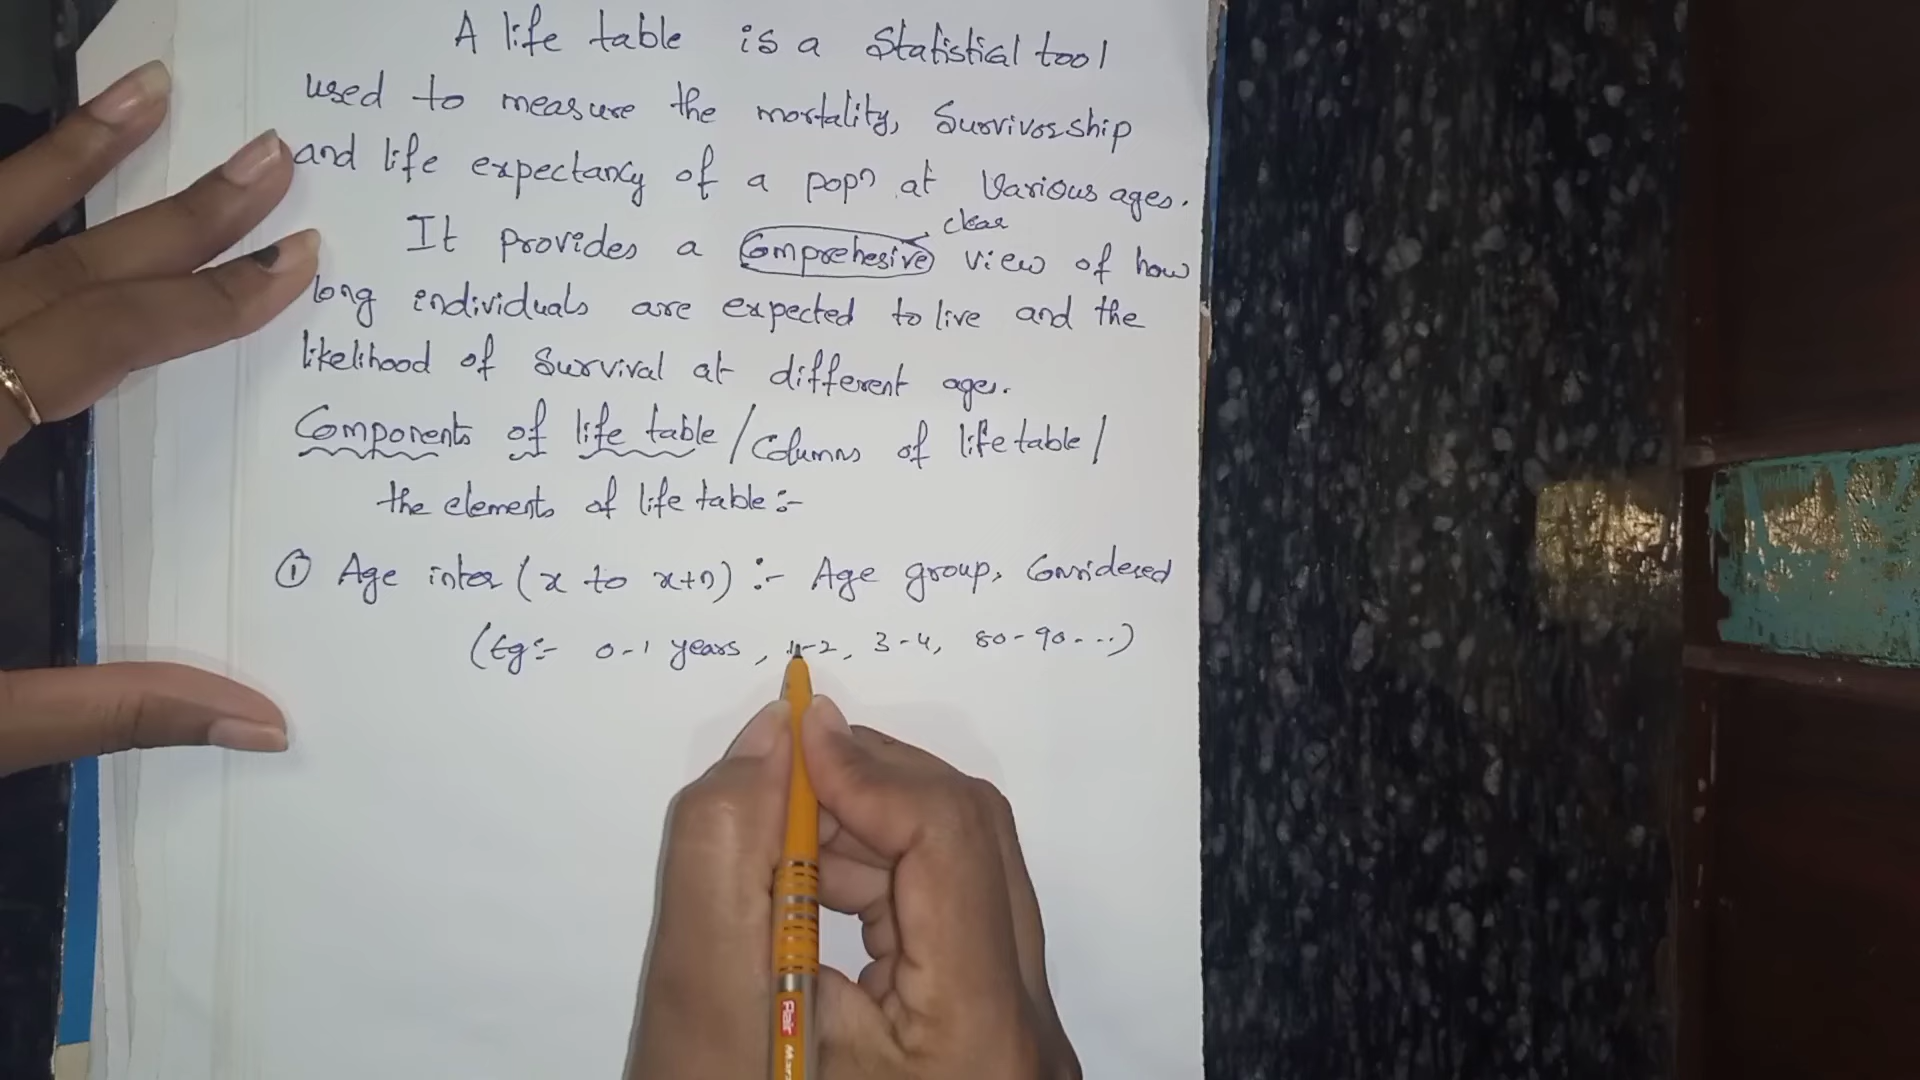 A life table is a Statistical tool
used to measure the mortality, Survivorship
and life expectancy of a popn at Various ages.
clear
It provides a Comprehesive view of how
long individuals are expected to live and the
likelihood of Survival at different ages.
Components of life table / Columns of life table /
the elements of life table :-
① Age inter (x to x+n) :- Age group, Considered
(Eg:- 0-1 years, 1-2, 3-4, 80-90...)
Flair